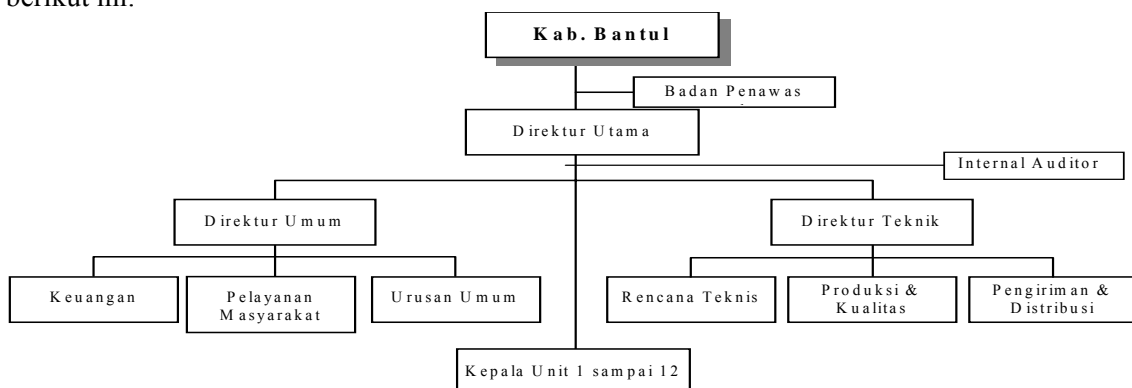 berikut ini.
Kab. Bantul
Badan Penawas
Direktur Utama
Internal Auditor
Direktur Umum
Direktur Teknik
Keuangan
Pelayanan
Masyarakat
Urusan Umum
Rencana Teknis
Produksi &
Kualitas
Pengiriman &
Distribusi
Kepala Unit 1 sampai 12